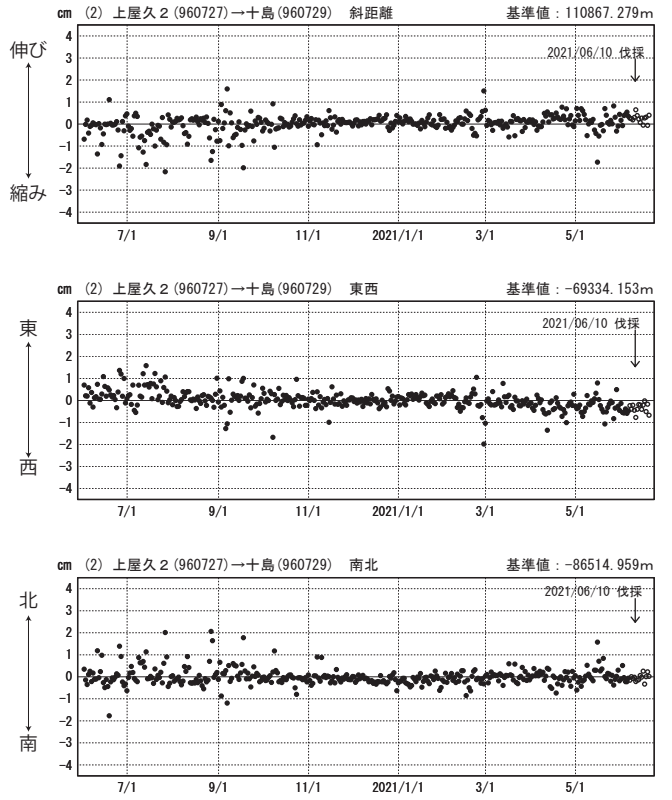 cm (2) 上屋久2(960727)→十島(960729) 斜距離 基準値:110867.279m
伸び
縮み
4
3
2
1
0
-1
-2
-3
-4
2021/06/10 伐採
7/1 9/1 11/1 2021/1/1 3/1 5/1
cm (2) 上屋久2(960727)→十島(960729) 東西 基準値:-69334.153m
東
西
4
3
2
1
0
-1
-2
-3
-4
2021/06/10 伐採
7/1 9/1 11/1 2021/1/1 3/1 5/1
cm (2) 上屋久2(960727)→十島(960729) 南北 基準値:-86514.959m
北
南
4
3
2
1
0
-1
-2
-3
-4
2021/06/10 伐採
7/1 9/1 11/1 2021/1/1 3/1 5/1